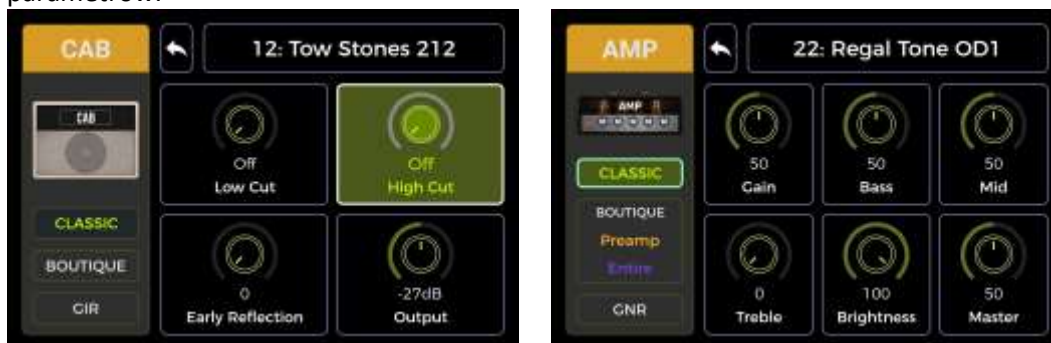 parametrów.
CAB
12: Tow Stones 212
CAB
Off
Low Cut
Off
High Cut
CLASSIC
BOUTIQUE
GIR
0
Early Reflection
-27dB
Output
AMP
22: Regal Tone OD1
AMP
50
Gain
50
Bass
50
Mid
CLASSIC
BOUTIQUE
Preamp
Entire
GNR
0
Treble
100
Brightness
50
Master